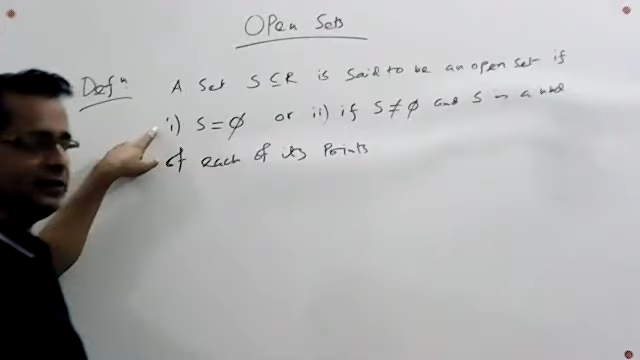 Open Sets
Defⁿ: A Set S ⊆ R is said to be an open set if
i) S = ∅ or ii) if S ≠ ∅ and S is a nbd
of each of its Points